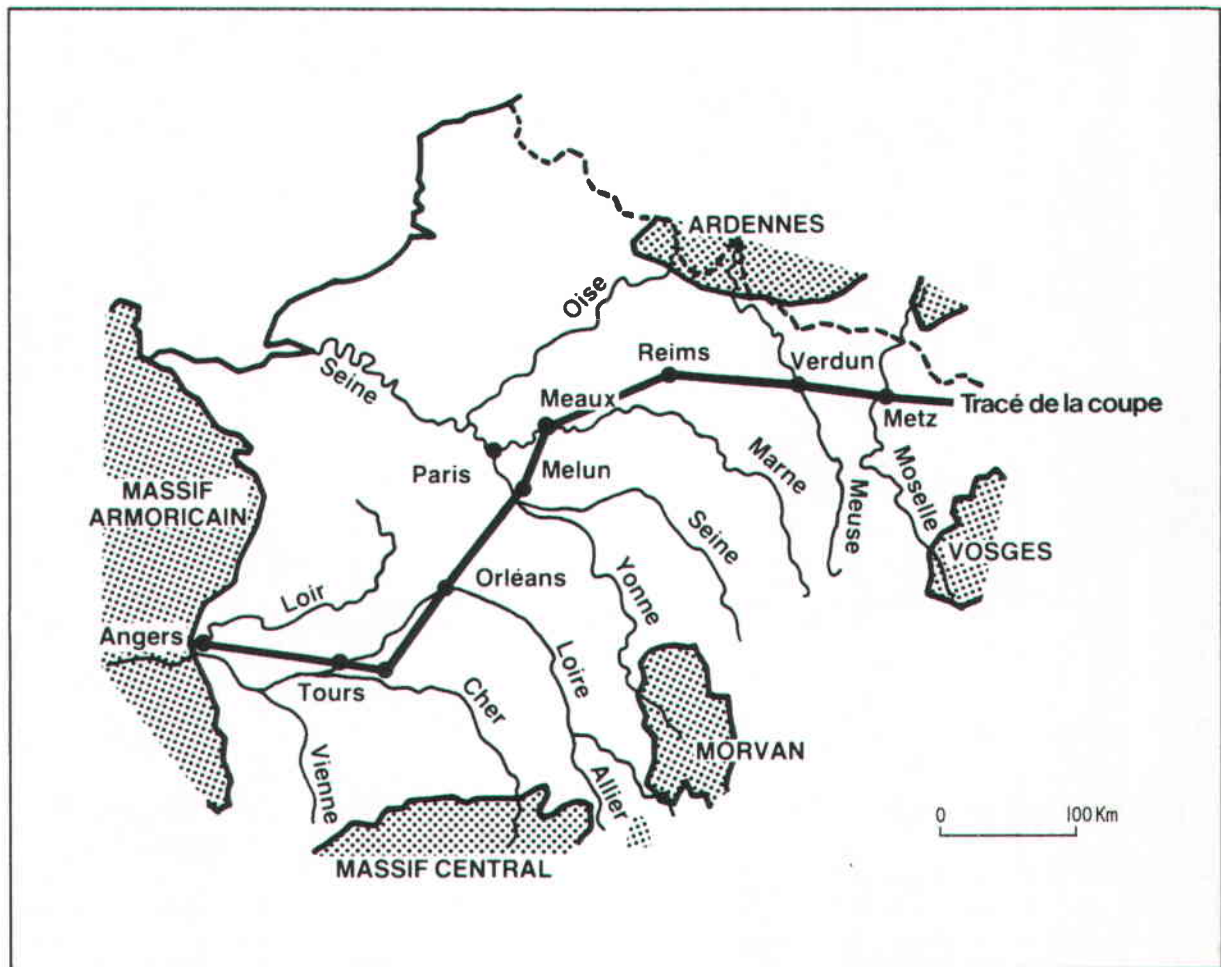 ARDENNES
Oise
Reims
Verdun
Seine
Meaux
Metz
Tracé de la coupe
Paris
Melun
Marne
Meuse
Moselle
MASSIF
ARMORICAIN
Seine
VOSGES
Orléans
Yonne
Loir
Angers
Tours
Cher
Loire
Vienne
Allier
MORVAN
0 100 Km
MASSIF CENTRAL